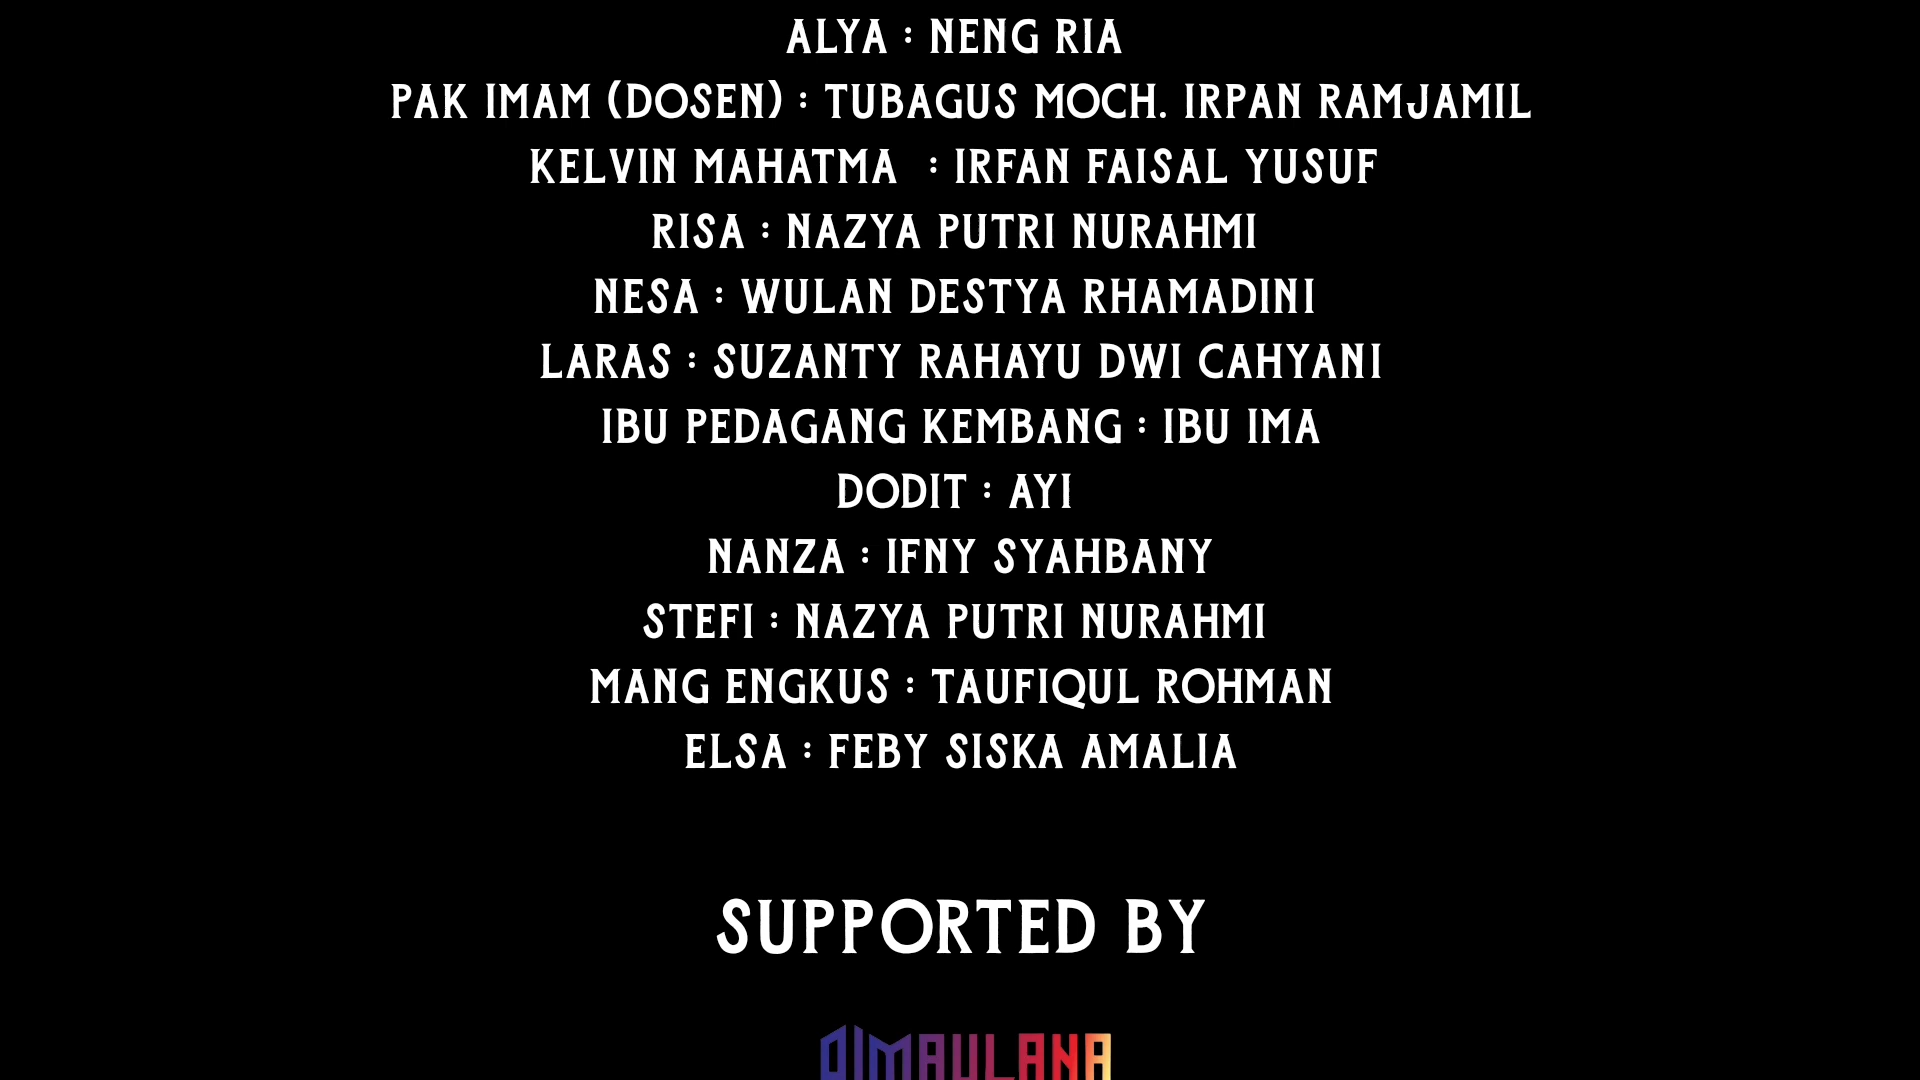 ALYA : NENG RIA
PAK IMAM (DOSEN) : TUBAGUS MOCH. IRPAN RAMJAMIL
KELVIN MAHATMA  : IRFAN FAISAL YUSUF
RISA : NAZYA PUTRI NURAHMI
NESA : WULAN DESTYA RHAMADINI
LARAS : SUZANTY RAHAYU DWI CAHYANI
IBU PEDAGANG KEMBANG : IBU IMA
DODIT : AYI
NANZA : IFNY SYAHBANY
STEFI : NAZYA PUTRI NURAHMI
MANG ENGKUS : TAUFIQUL ROHMAN
ELSA : FEBY SISKA AMALIA
SUPPORTED BY
DIMAULANA